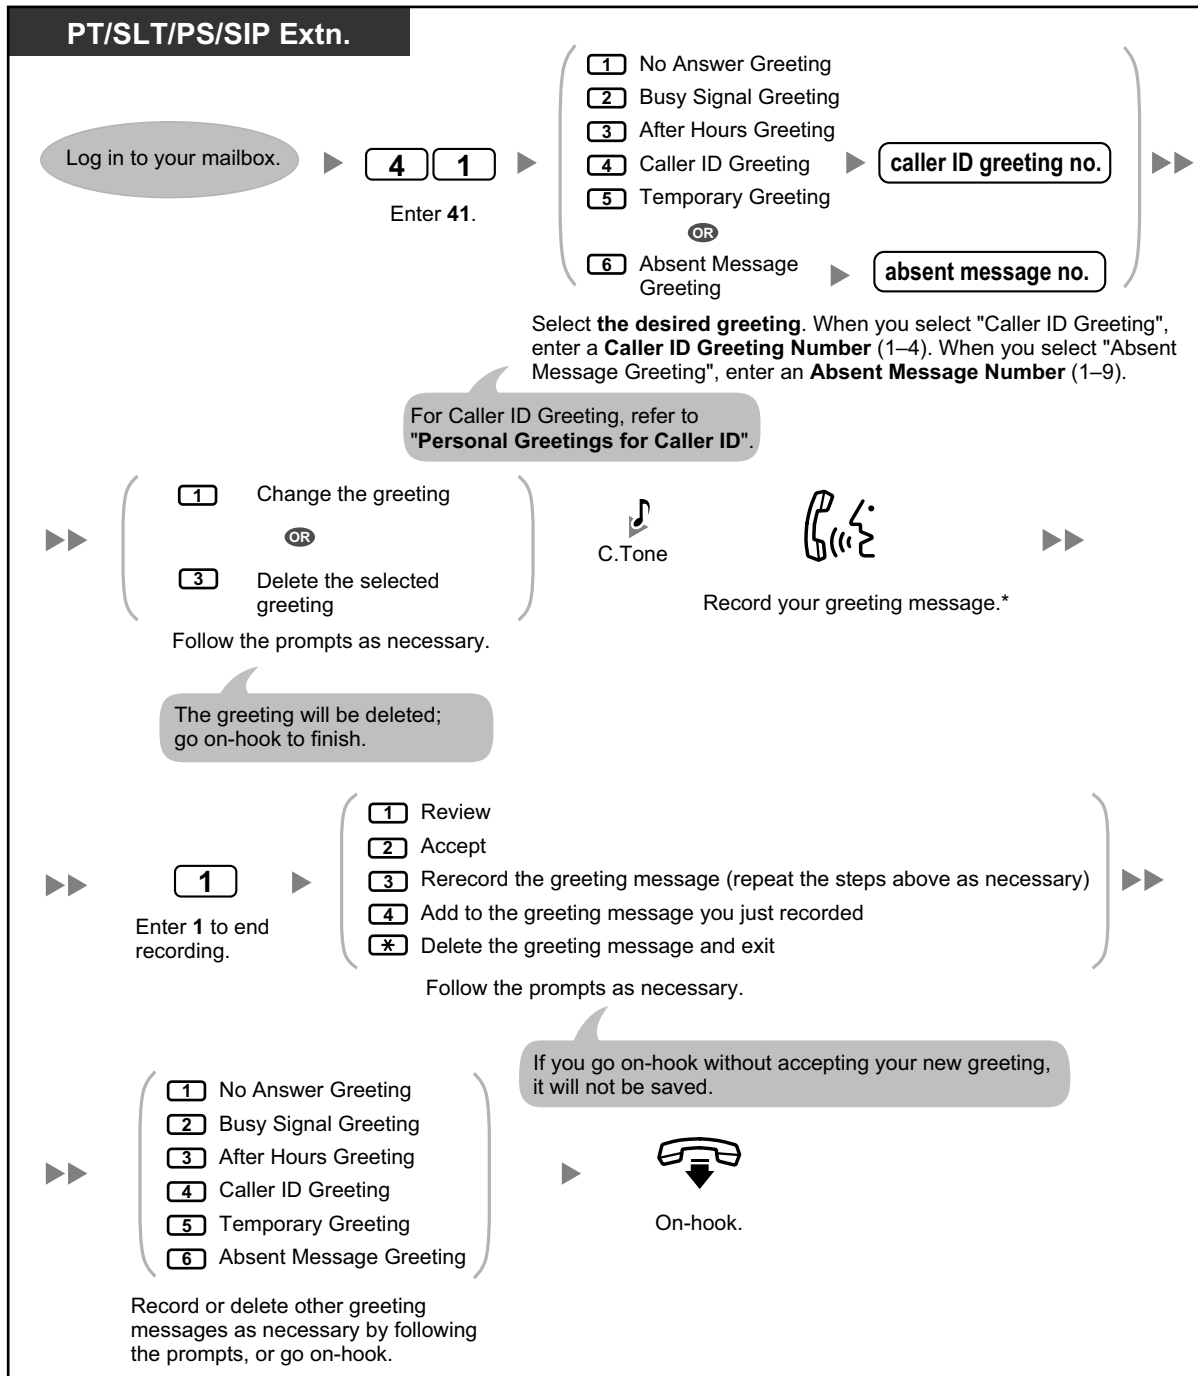 PT/SLT/PS/SIP Extn.
Log in to your mailbox.
4 1
Enter 41.
1 No Answer Greeting
2 Busy Signal Greeting
3 After Hours Greeting
4 Caller ID Greeting
caller ID greeting no.
5 Temporary Greeting
OR
6 Absent Message
Greeting
absent message no.
Select the desired greeting. When you select "Caller ID Greeting",
enter a Caller ID Greeting Number (1–4). When you select "Absent
Message Greeting", enter an Absent Message Number (1–9).
For Caller ID Greeting, refer to
"Personal Greetings for Caller ID".
1 Change the greeting
OR
3 Delete the selected
greeting
Follow the prompts as necessary.
C.Tone
Record your greeting message.*
The greeting will be deleted;
go on-hook to finish.
1
Enter 1 to end
recording.
1 Review
2 Accept
3 Rerecord the greeting message (repeat the steps above as necessary)
4 Add to the greeting message you just recorded
* Delete the greeting message and exit
Follow the prompts as necessary.
If you go on-hook without accepting your new greeting,
it will not be saved.
1 No Answer Greeting
2 Busy Signal Greeting
3 After Hours Greeting
4 Caller ID Greeting
5 Temporary Greeting
6 Absent Message Greeting
Record or delete other greeting
messages as necessary by following
the prompts, or go on-hook.
On-hook.